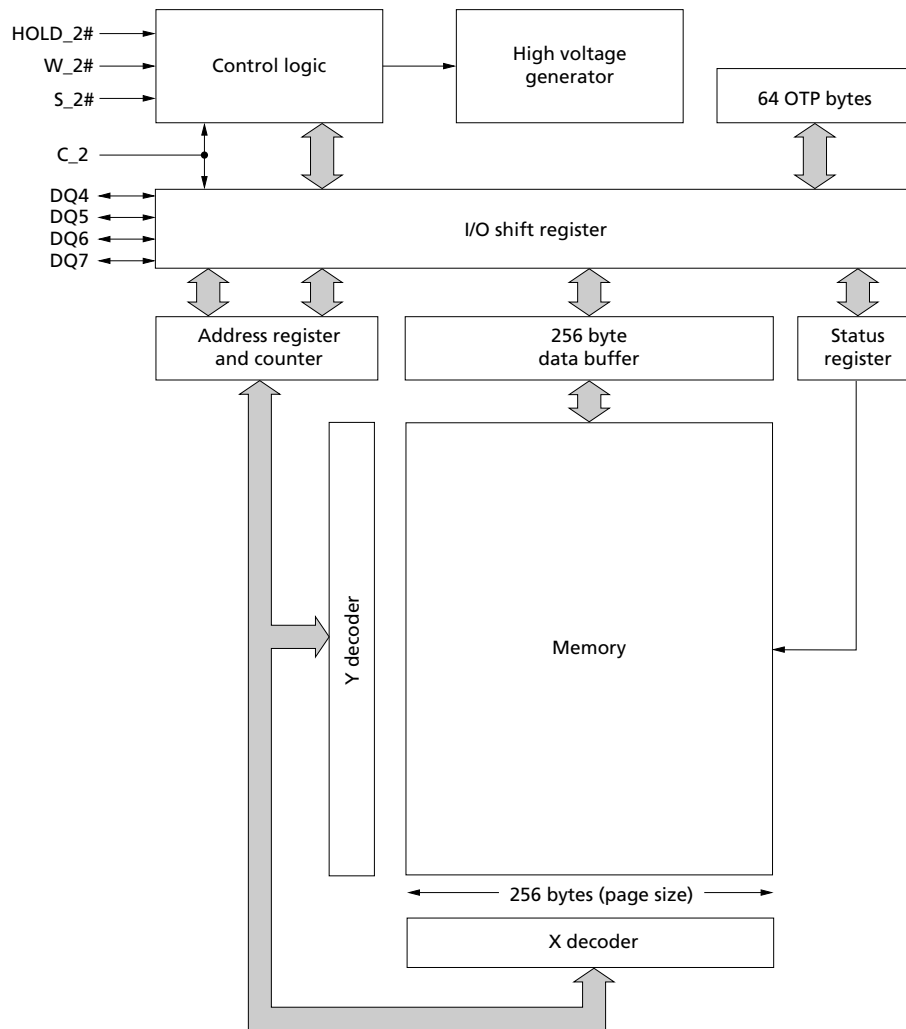 HOLD_2#
W_2#
S_2#
Control logic
High voltage
generator
64 OTP bytes
C_2
DQ4
DQ5
DQ6
DQ7
I/O shift register
Address register
and counter
256 byte
data buffer
Status
register
Y decoder
Memory
256 bytes (page size)
X decoder